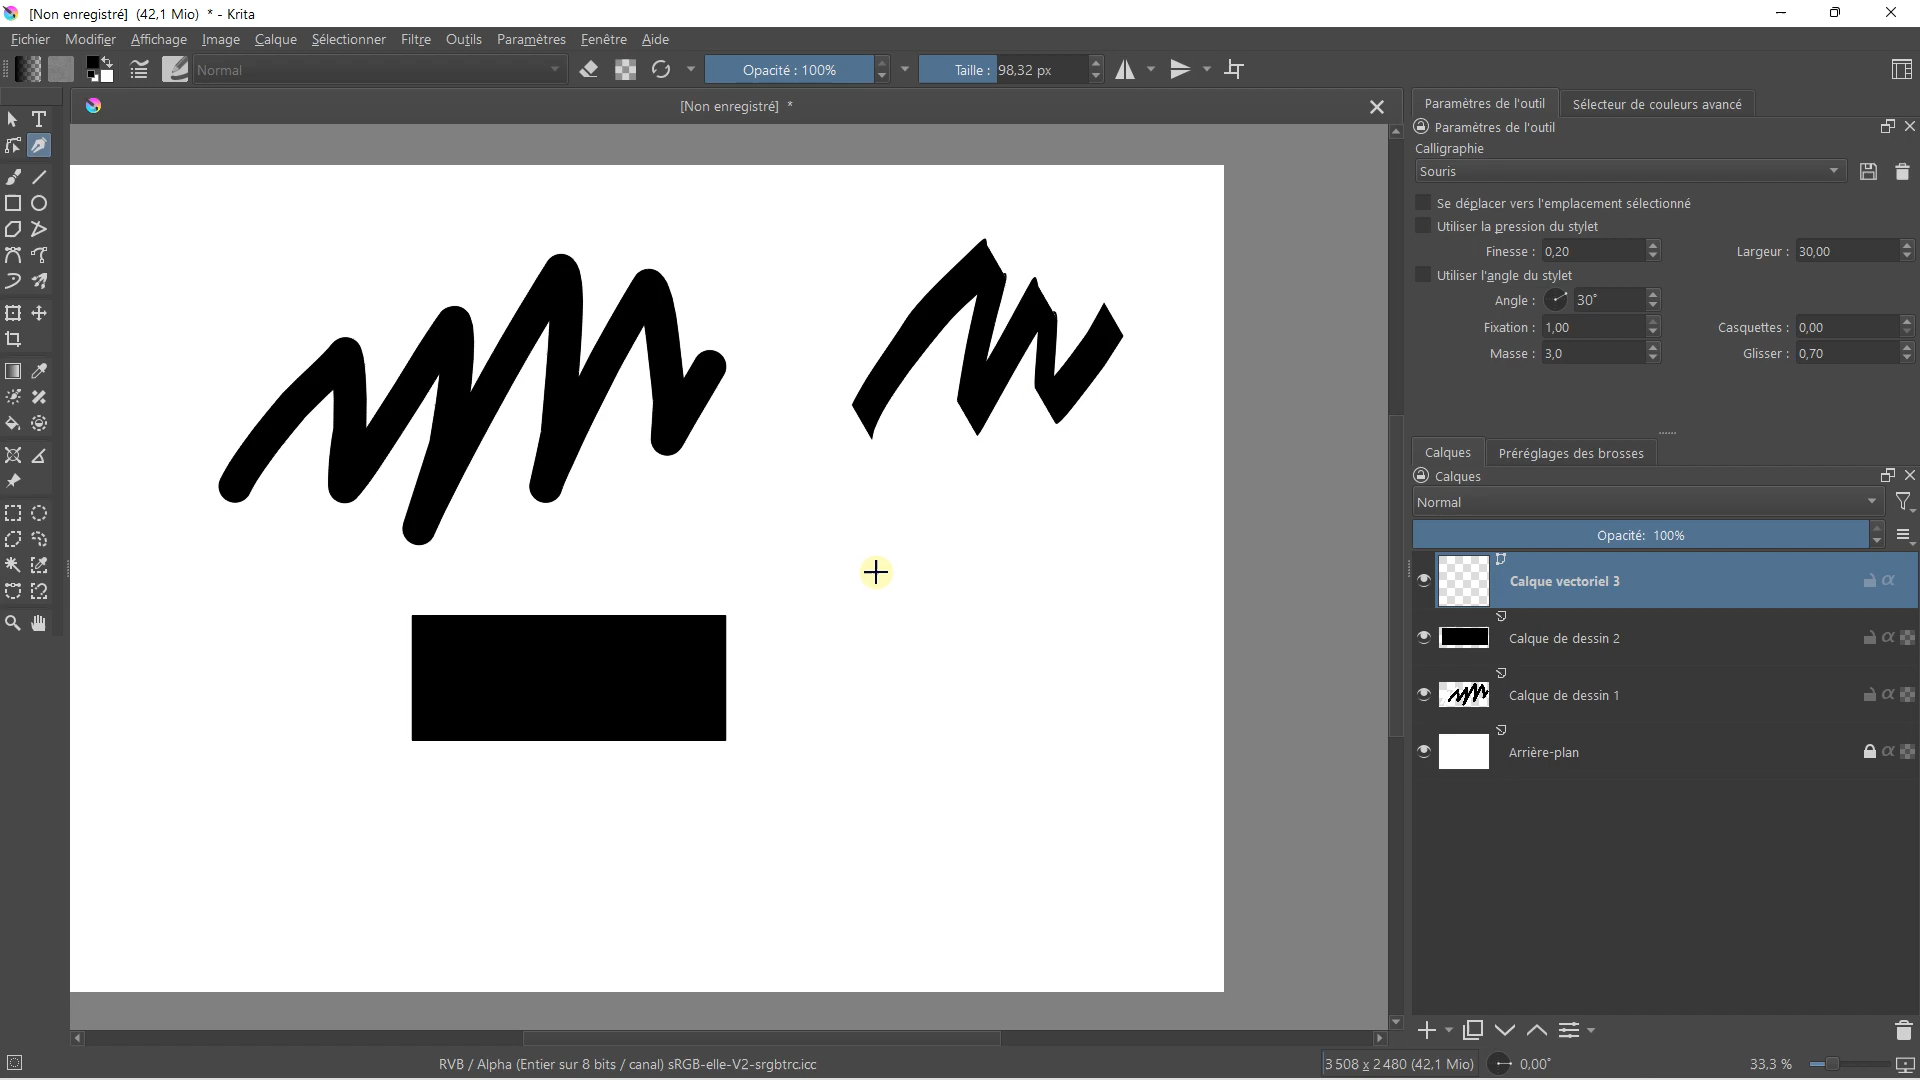 [Non enregistré] (42,1 Mio) * - Krita
Fichier Modifier Affichage Image Calque Sélectionner Filtre Outils Paramètres Fenêtre Aide
Normal Opacité : 100% Taille : 98,32 px
[Non enregistré] *
Paramètres de l'outil Sélecteur de couleurs avancé
Paramètres de l'outil
Calligraphie
Souris
Se déplacer vers l'emplacement sélectionné
Utiliser la pression du stylet
Finesse : 0,20 Largeur : 30,00
Utiliser l'angle du stylet
Angle : 30°
Fixation : 1,00 Casquettes : 0,00
Masse : 3,0 Glisser : 0,70
Calques Préréglages des brosses
Calques
Normal
Opacité: 100%
Calque vectoriel 3
Calque de dessin 2
Calque de dessin 1
Arrière-plan
RVB / Alpha (Entier sur 8 bits / canal) sRGB-elle-V2-srgbtrc.icc 3 508 x 2 480 (42,1 Mio) 0,00° 33,3 %